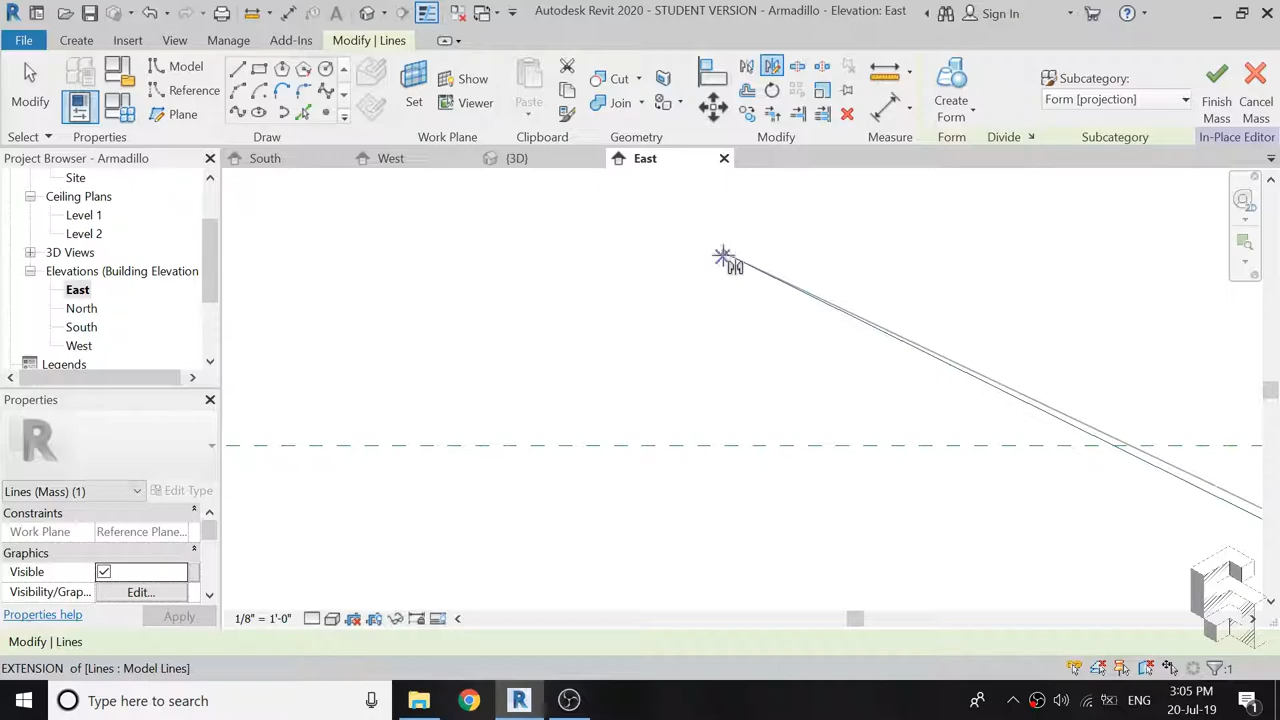 Autodesk Revit 2020 - STUDENT VERSION - Armadillo - Elevation: East
Sign In
File
Create
Insert
View
Manage
Add-Ins
Modify | Lines
Modify
Model
Reference
Plane
Set
Show
Viewer
Paste
Cut
Join
Create
Form
Subcategory:
Form [projection]
Finish
Mass
Cancel
Mass
Select
Properties
Draw
Work Plane
Clipboard
Geometry
Modify
Measure
Form
Divide
Subcategory
In-Place Editor
Project Browser - Armadillo
South
West
{3D}
East
Site
Ceiling Plans
Level 1
Level 2
3D Views
Elevations (Building Elevation
East
North
South
West
Legends
Properties
Lines (Mass) (1)
Edit Type
Constraints
Work Plane
Reference Plane...
Graphics
Visible
Visibility/Grap...
Edit...
Properties help
Apply
1/8" = 1'-0"
Modify | Lines
EXTENSION of [Lines : Model Lines]
:1
Type here to search
ENG
3:05 PM
20-Jul-19
1